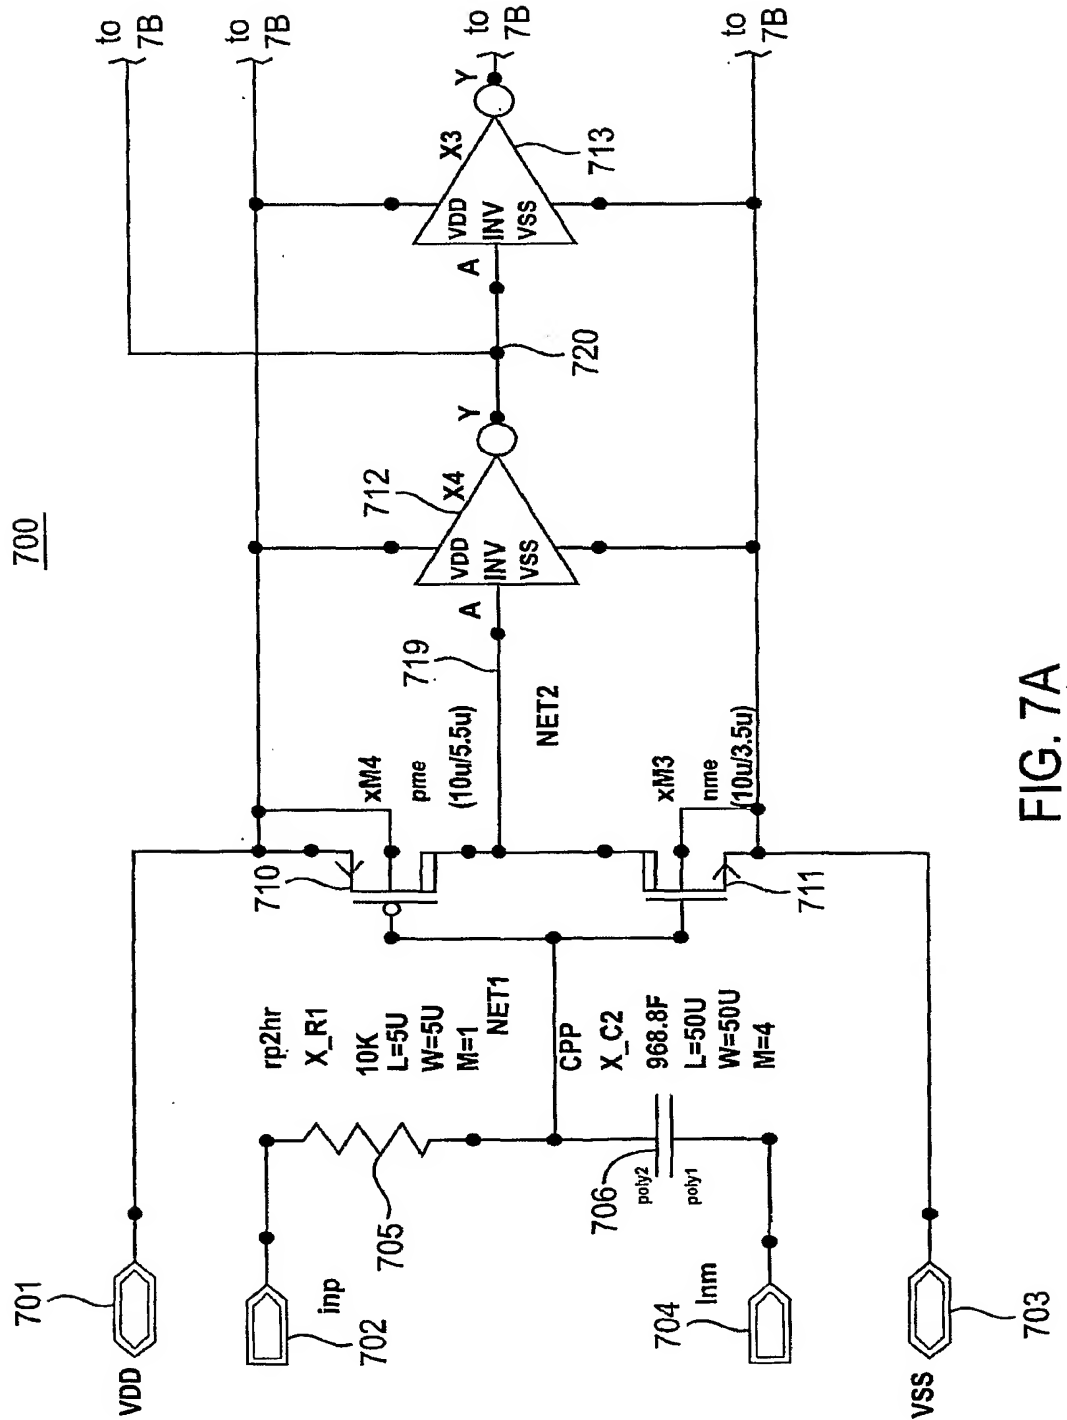 700
to
7B
to
7B
to
7B
to
7B
VDD
701
inp
702
704
Inm
VSS
703
705
706
poly2
poly1
rp2hr
X_R1
10K
L=5U
W=5U
M=1
NET1
CPP
X_C2
968.8F
L=50U
W=50U
M=4
710
xM4
pme
(10u/5.5u)
711
xM3
nme
(10u/3.5u)
719
NET2
A
712
X4
VDD
INV
VSS
Y
720
A
X3
VDD
INV
VSS
713
Y
FIG. 7A